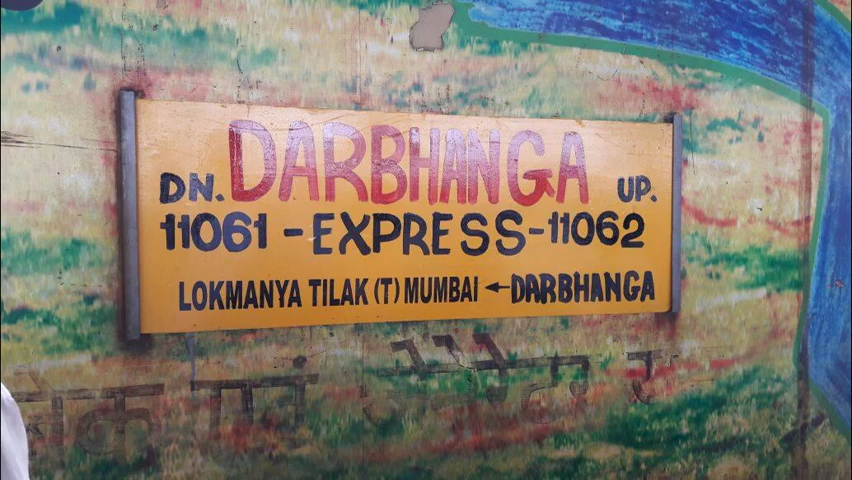 DARBHANGA
DN. UP.
11061 - EXPRESS - 11062
LOKMANYA TILAK (T) MUMBAI ← DARBHANGA